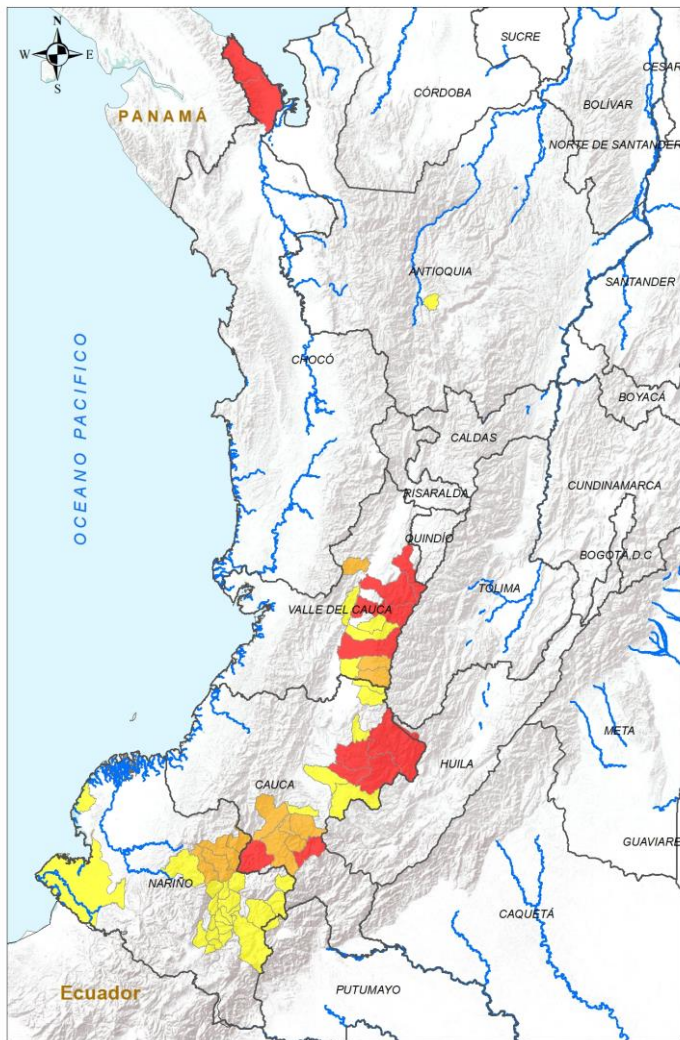 N
W E
S
SUCRE
CESAR
CÓRDOBA
BOLÍVAR
PANAMÁ
NORTE DE SANTANDER
ANTIOQUIA
SANTANDER
OCEANO PACIFICO
CHOCÓ
BOYACÁ
CALDAS
CUNDINAMARCA
RISARALDA
QUINDÍO
BOGOTÁ, D.C
TOLIMA
VALLE DEL CAUCA
META
HUILA
CAUCA
GUAVIARE
NARIÑO
CAQUETÁ
PUTUMAYO
Ecuador